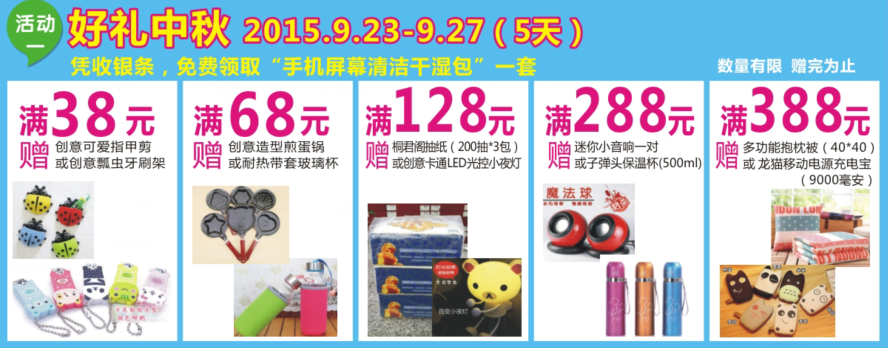 活动
一
好礼中秋 2015.9.23-9.27（5天）
凭收银条，免费领取“手机屏幕清洁干湿包”一套
数量有限 赠完为止
满38元
赠 创意可爱指甲剪
或创意瓢虫牙刷架
满68元
赠 创意造型煎蛋锅
或耐热带套玻璃杯
满128元
赠 桐君阁抽纸（200抽*3包）
或创意卡通LED光控小夜灯
满288元
赠 迷你小音响一对
或子弹头保温杯(500ml)
满388元
赠 多功能抱枕被（40*40）
或 龙猫移动电源充电宝
（9000毫安）
魔法球
百变小夜灯